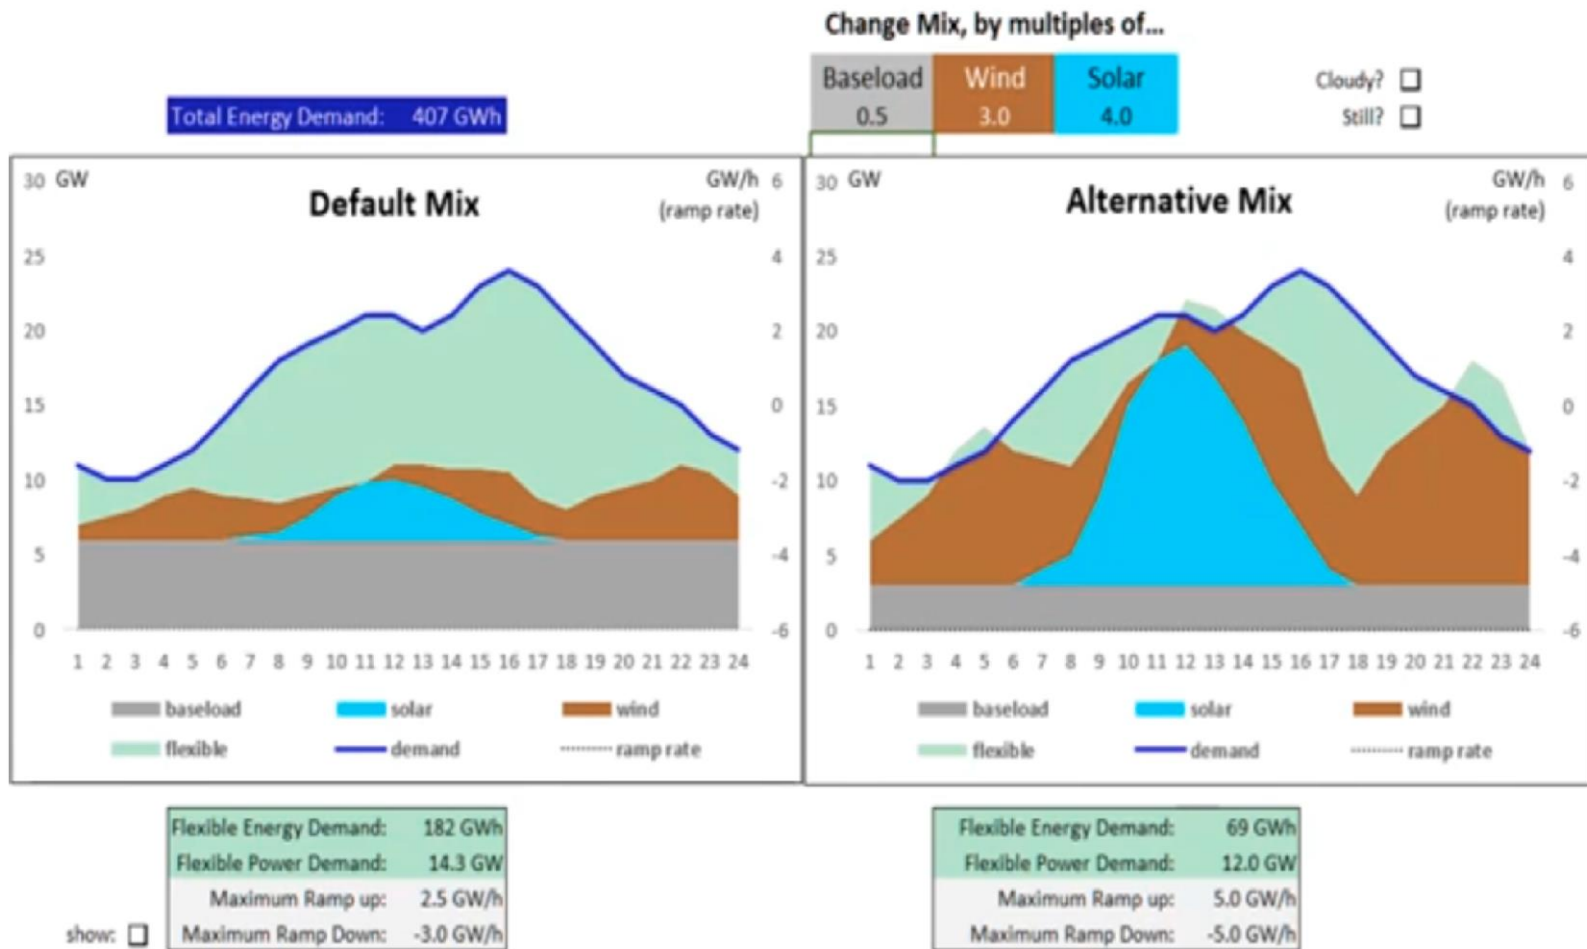 Change Mix, by multiples of...
Baseload Wind Solar
0.5 3.0 4.0
Cloudy?
Still?
Total Energy Demand: 407 GWh
30 GW
Default Mix
GW/h 6
(ramp rate)
25 4
20 2
15 0
10 -2
5 -4
0 -6
1 2 3 4 5 6 7 8 9 10 11 12 13 14 15 16 17 18 19 20 21 22 23 24
baseload solar wind
flexible demand ramp rate
30 GW
Alternative Mix
GW/h 6
(ramp rate)
25 4
20 2
15 0
10 -2
5 -4
0 -6
1 2 3 4 5 6 7 8 9 10 11 12 13 14 15 16 17 18 19 20 21 22 23 24
baseload solar wind
flexible demand ramp rate
Flexible Energy Demand: 182 GWh
Flexible Power Demand: 14.3 GW
Maximum Ramp up: 2.5 GW/h
show:
Maximum Ramp Down: -3.0 GW/h
Flexible Energy Demand: 69 GWh
Flexible Power Demand: 12.0 GW
Maximum Ramp up: 5.0 GW/h
Maximum Ramp Down: -5.0 GW/h